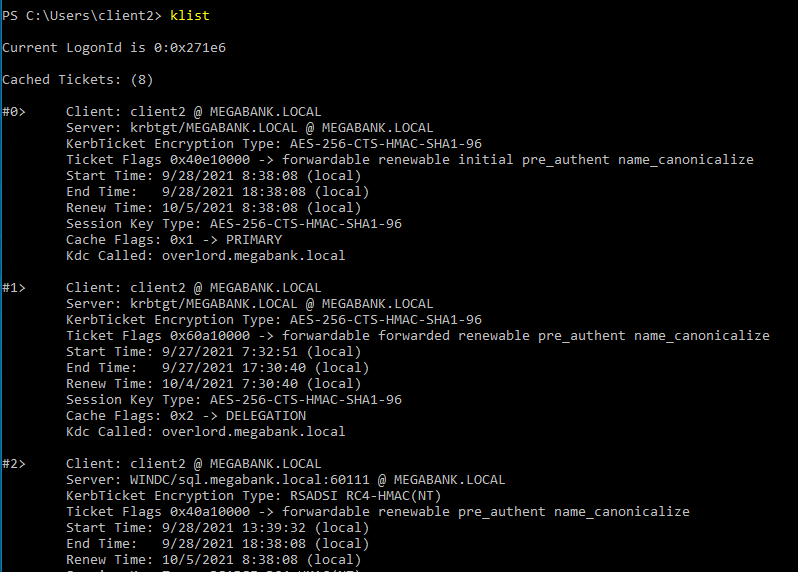 PS C:\Users\client2> klist
Current LogonId is 0:0x271e6
Cached Tickets: (8)
#0> Client: client2 @ MEGABANK.LOCAL
Server: krbtgt/MEGABANK.LOCAL @ MEGABANK.LOCAL
KerbTicket Encryption Type: AES-256-CTS-HMAC-SHA1-96
Ticket Flags 0x40e10000 -> forwardable renewable initial pre_authent name_canonicalize
Start Time: 9/28/2021 8:38:08 (local)
End Time: 9/28/2021 18:38:08 (local)
Renew Time: 10/5/2021 8:38:08 (local)
Session Key Type: AES-256-CTS-HMAC-SHA1-96
Cache Flags: 0x1 -> PRIMARY
Kdc Called: overlord.megabank.local
#1> Client: client2 @ MEGABANK.LOCAL
Server: krbtgt/MEGABANK.LOCAL @ MEGABANK.LOCAL
KerbTicket Encryption Type: AES-256-CTS-HMAC-SHA1-96
Ticket Flags 0x60a10000 -> forwardable forwarded renewable pre_authent name_canonicalize
Start Time: 9/27/2021 7:32:51 (local)
End Time: 9/27/2021 17:30:40 (local)
Renew Time: 10/4/2021 7:30:40 (local)
Session Key Type: AES-256-CTS-HMAC-SHA1-96
Cache Flags: 0x2 -> DELEGATION
Kdc Called: overlord.megabank.local
#2> Client: client2 @ MEGABANK.LOCAL
Server: WINDC/sql.megabank.local:60111 @ MEGABANK.LOCAL
KerbTicket Encryption Type: RSADSI RC4-HMAC(NT)
Ticket Flags 0x40a10000 -> forwardable renewable pre_authent name_canonicalize
Start Time: 9/28/2021 13:39:32 (local)
End Time: 9/28/2021 18:38:08 (local)
Renew Time: 10/5/2021 8:38:08 (local)